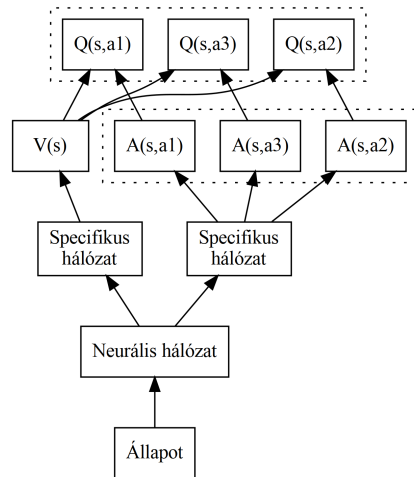 Q(s,a1)
Q(s,a3)
Q(s,a2)
V(s)
A(s,a1)
A(s,a3)
A(s,a2)
Specifikus
hálózat
Specifikus
hálózat
Neurális hálózat
Állapot